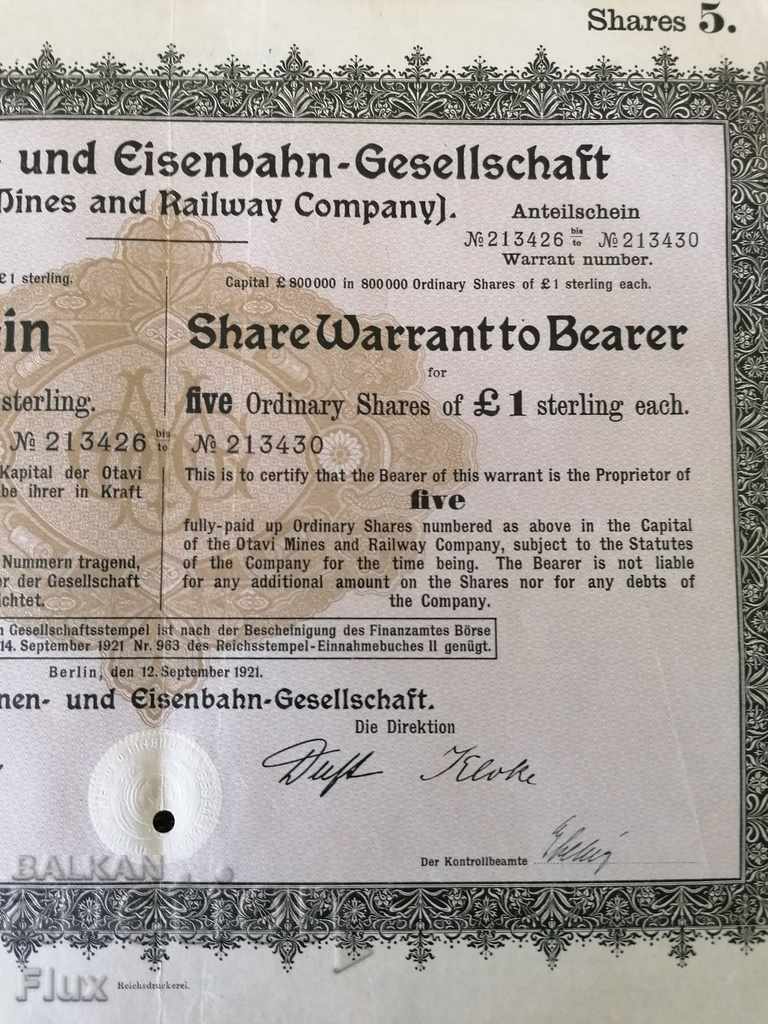 Shares 5.
- und Eisenbahn-Gesellschaft
Mines and Railway Company).
Anteilschein
№ 213426 bis/to № 213430
Warrant number.
£1 sterling.
Capital £ 800000 in 800000 Ordinary Shares of £1 sterling each.
in
Share Warrant to Bearer
for
sterling.
five Ordinary Shares of £1 sterling each.
№ 213426 bis/to № 213430
Kapital der Otavi
be ihrer in Kraft
This is to certify that the Bearer of this warrant is the Proprietor of
five
fully-paid up Ordinary Shares numbered as above in the Capital
of the Otavi Mines and Railway Company, subject to the Statutes
Nummern tragend,
of the Company for the time being. The Bearer is not liable
er der Gesellschaft
for any additional amount on the Shares nor for any debts of
ichtet.
the Company.
n Gesellschaftsstempel ist nach der Bescheinigung des Finanzamtes Börse
14. September 1921 Nr. 963 des Reichsstempel-Einnahmebuches II genügt.
Berlin, den 12. September 1921.
nen- und Eisenbahn-Gesellschaft.
Die Direktion
Der Kontrollbeamte
BALKAN
Flux
Reichsdruckerei.